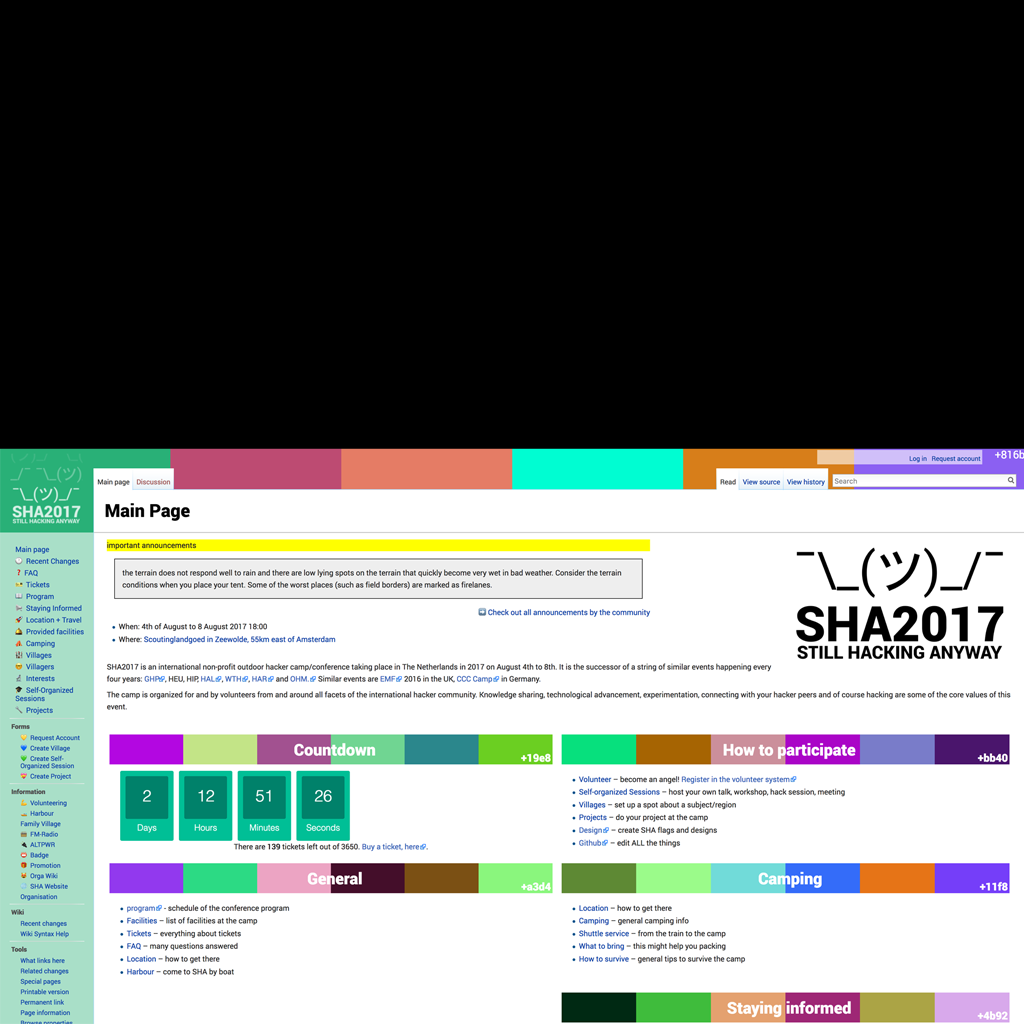 ¯\_(ツ)_/¯
SHA2017
STILL HACKING ANYWAY
Main page
Discussion
Log in Request account
+816b
Read
View source
View history
Search
Main Page
Main page
Recent Changes
FAQ
Tickets
Program
Staying Informed
Location + Travel
Provided facilities
Camping
Villages
Villagers
Interests
Self-Organized
Sessions
Projects
Forms
Request Account
Create Village
Create Self-
Organized Session
Create Project
Information
Volunteering
Harbour
Family Village
FM-Radio
ALTPWR
Badge
Promotion
Orga Wiki
SHA Website
Organisation
Wiki
Recent changes
Wiki Syntax Help
Tools
What links here
Related changes
Special pages
Printable version
Permanent link
Page information
Browse properties
important announcements
the terrain does not respond well to rain and there are low lying spots on the terrain that quickly become very wet in bad weather. Consider the terrain
conditions when you place your tent. Some of the worst places (such as field borders) are marked as firelanes.
Check out all announcements by the community
When: 4th of August to 8 August 2017 18:00
Where: Scoutinglandgoed in Zeewolde, 55km east of Amsterdam
¯\_(ツ)_/¯
SHA2017
STILL HACKING ANYWAY
SHA2017 is an international non-profit outdoor hacker camp/conference taking place in The Netherlands in 2017 on August 4th to 8th. It is the successor of a string of similar events happening every
four years: GHP, HEU, HIP, HAL, WTH, HAR and OHM. Similar events are EMF 2016 in the UK, CCC Camp in Germany.
The camp is organized for and by volunteers from and around all facets of the international hacker community. Knowledge sharing, technological advancement, experimentation, connecting with your hacker peers and of course hacking are some of the core values of this
event.
Countdown
+19e8
2 12 51 26
Days Hours Minutes Seconds
There are 139 tickets left out of 3650. Buy a ticket, here.
How to participate
+bb40
Volunteer – become an angel! Register in the volunteer system
Self-organized Sessions – host your own talk, workshop, hack session, meeting
Villages – set up a spot about a subject/region
Projects – do your project at the camp
Design – create SHA flags and designs
Github – edit ALL the things
General
+a3d4
program - schedule of the conference program
Facilities – list of facilities at the camp
Tickets – everything about tickets
FAQ – many questions answered
Location – how to get there
Harbour – come to SHA by boat
Camping
+11f8
Location – how to get there
Camping – general camping info
Shuttle service – from the train to the camp
What to bring – this might help you packing
How to survive – general tips to survive the camp
Staying informed
+4b92